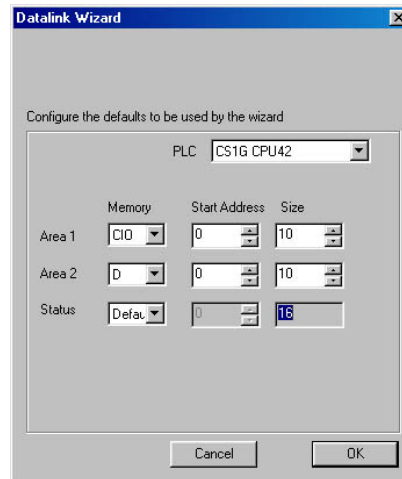 Datalink Wizard
Configure the defaults to be used by the wizard
PLC CS1G CPU42
Memory Start Address Size
Area 1 CIO 0 10
Area 2 D 0 10
Status Defau 0 16
Cancel OK